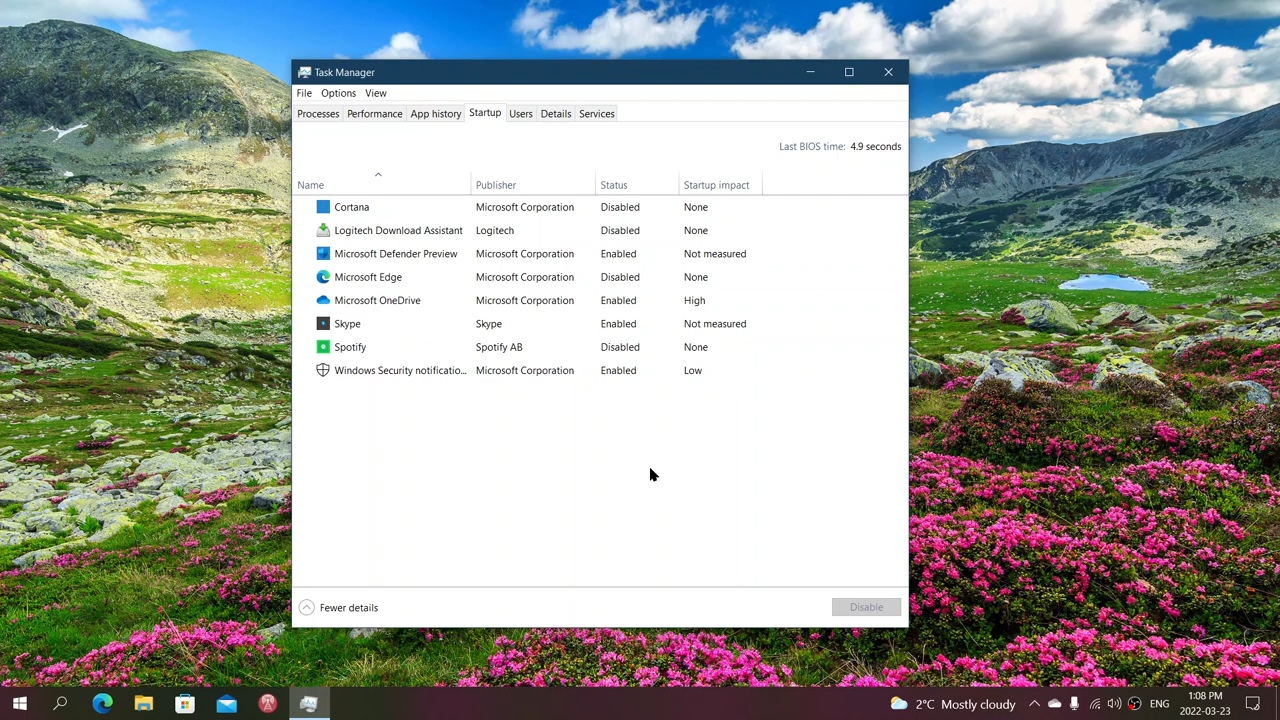 Task Manager
File Options View
Processes Performance App history Startup Users Details Services
Last BIOS time: 4.9 seconds
Name Publisher Status Startup impact
Cortana Microsoft Corporation Disabled None
Logitech Download Assistant Logitech Disabled None
Microsoft Defender Preview Microsoft Corporation Enabled Not measured
Microsoft Edge Microsoft Corporation Disabled None
Microsoft OneDrive Microsoft Corporation Enabled High
Skype Skype Enabled Not measured
Spotify Spotify AB Disabled None
Windows Security notificatio... Microsoft Corporation Enabled Low
Fewer details Disable
2°C Mostly cloudy ENG 1:08 PM
2022-03-23